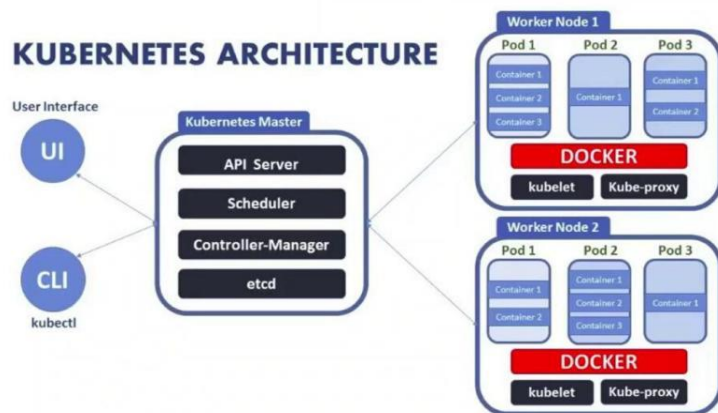 KUBERNETES ARCHITECTURE
User Interface
UI
CLI
kubectl
Kubernetes Master
API Server
Scheduler
Controller-Manager
etcd
Worker Node 1
Pod 1 Pod 2 Pod 3
Container 1
Container 2
Container 3
Container 1
Container 1
Container 2
DOCKER
kubelet Kube-proxy
Worker Node 2
Pod 1 Pod 2 Pod 3
Container 1
Container 2
Container 1
Container 2
Container 3
Container 1
DOCKER
kubelet Kube-proxy